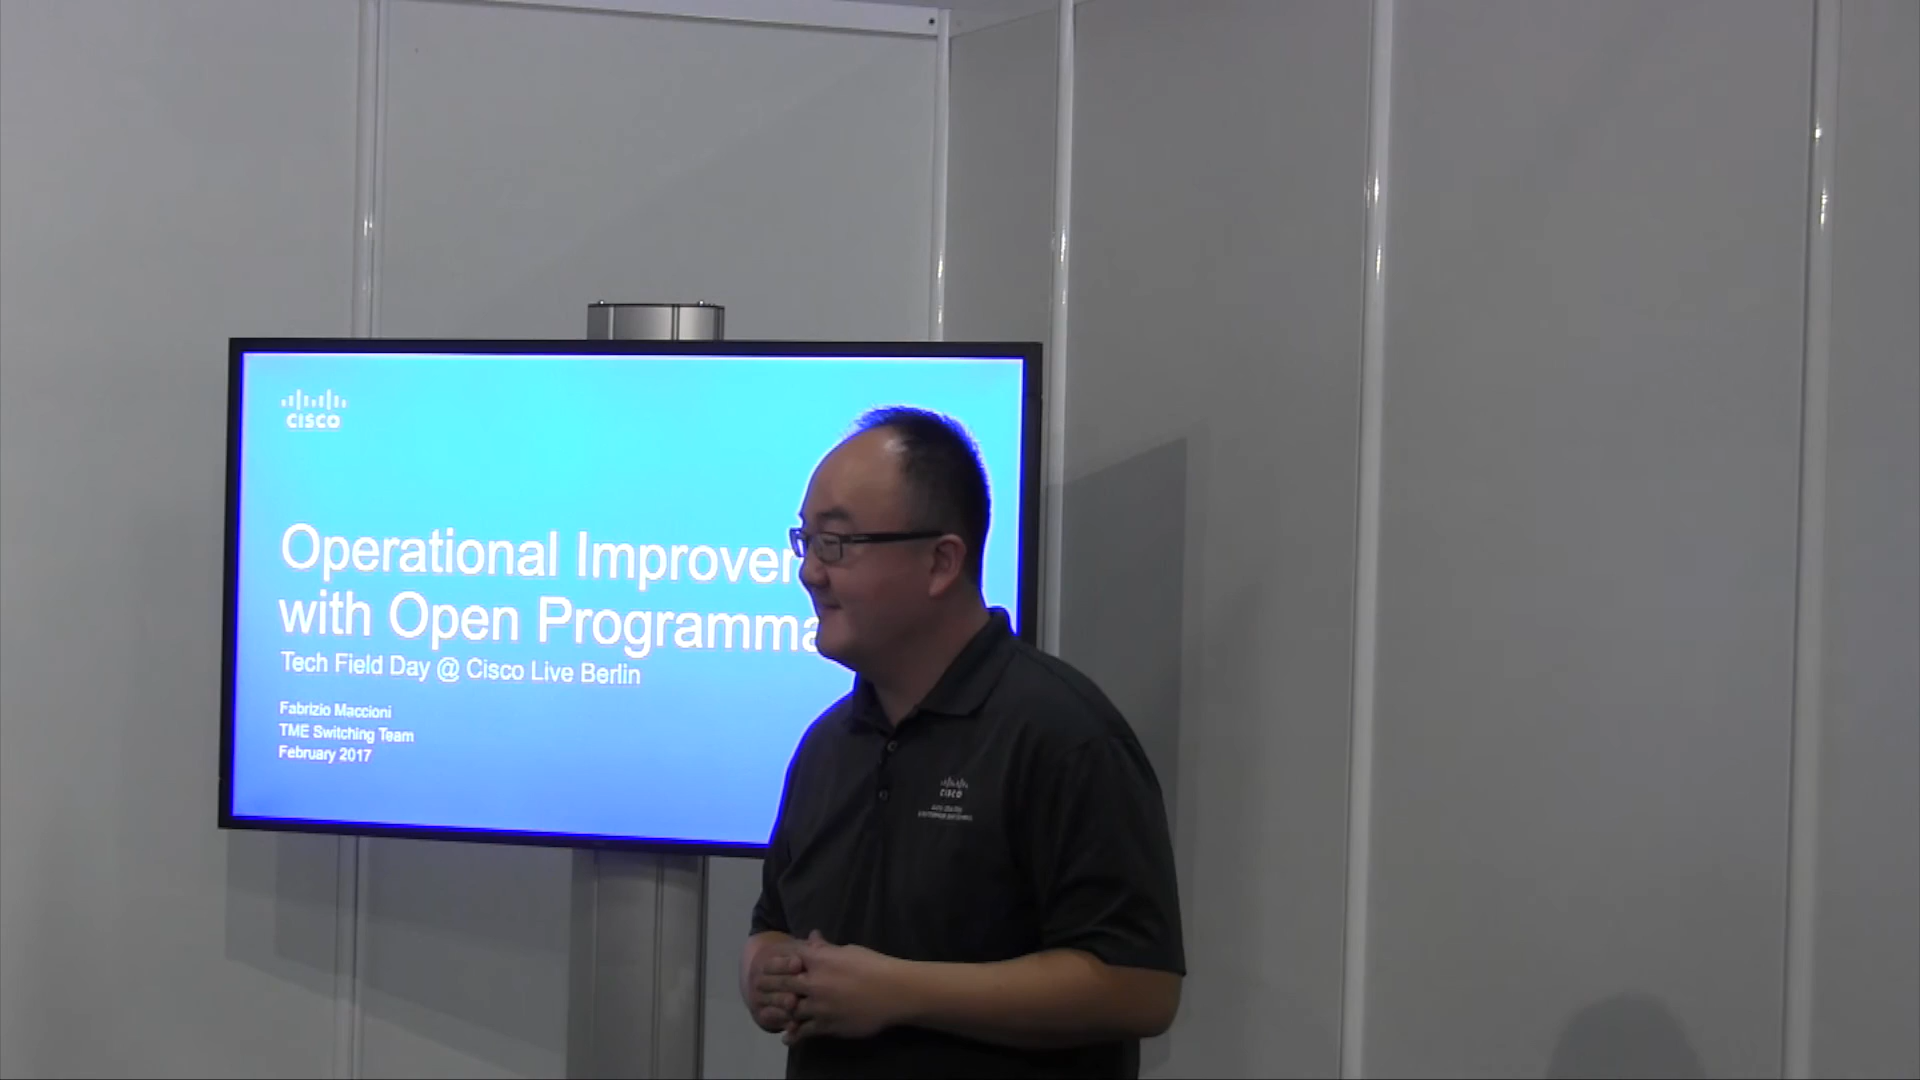 CISCO
Operational Improver
with Open Programma
Tech Field Day @ Cisco Live Berlin
Fabrizio Maccioni
TME Switching Team
February 2017
CISCO